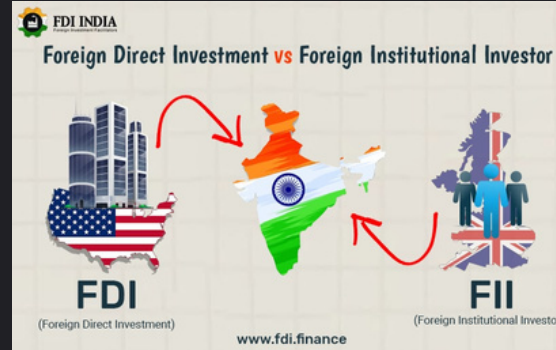 FDI INDIA
Foreign Investment Facilitators
Foreign Direct Investment vs Foreign Institutional Investor
FDI
(Foreign Direct Investment)
FII
(Foreign Institutional Investo
www.fdi.finance